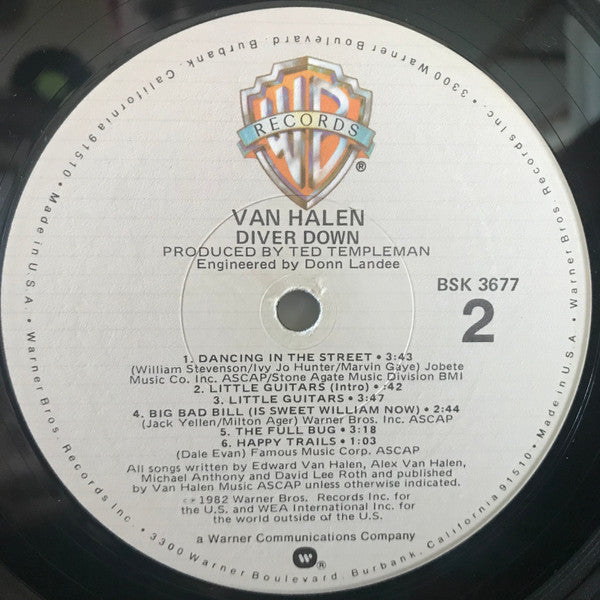 WB
RECORDS
®
VAN HALEN
DIVER DOWN
PRODUCED BY TED TEMPLEMAN
Engineered by Donn Landee
BSK 3677
2
1. DANCING IN THE STREET • 3:43
(William Stevenson/Ivy Jo Hunter/Marvin Gaye) Jobete
Music Co. Inc. ASCAP/Stone Agate Music Division BMI
2. LITTLE GUITARS (Intro) • :42
3. LITTLE GUITARS • 3:47
4. BIG BAD BILL (IS SWEET WILLIAM NOW) • 2:44
(Jack Yellen/Milton Ager) Warner Bros. Inc. ASCAP
5. THE FULL BUG • 3:18
6. HAPPY TRAILS • 1:03
(Dale Evan) Famous Music Corp. ASCAP
All songs written by Edward Van Halen, Alex Van Halen,
Michael Anthony and David Lee Roth and published
by Van Halen Music ASCAP unless otherwise indicated.
℗ 1982 Warner Bros. Records Inc. for
the U.S. and WEA International Inc. for
the world outside of the U.S.
a Warner Communications Company
W
®
Warner Bros. Records Inc. • 3300 Warner Boulevard, Burbank, California 91510 • Made in U.S.A. •
Warner Bros. Records Inc. • 3300 Warner Boulevard, Burbank, California 91510 • Made in U.S.A. •